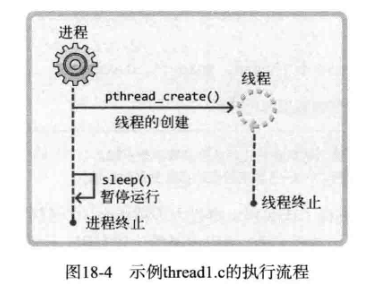 进程
线程
pthread_create()
线程的创建
sleep()
暂停运行
线程终止
进程终止
图18-4 示例thread1.c的执行流程